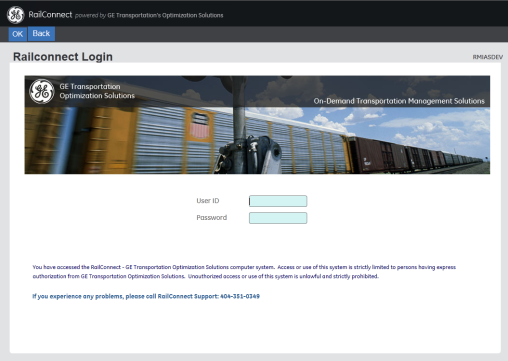 RailConnect powered by GE Transportation's Optimization Solutions
OK Back
Railconnect Login
RMIASDEV
GE Transportation
Optimization Solutions
On-Demand Transportation Management Solutions
User ID
Password
You have accessed the RailConnect - GE Transportation Optimization Solutions computer system. Access or use of this system is strictly limited to persons having express
authorization from GE Transportation Optimization Solutions. Unauthorized access or use of this system is unlawful and strictly prohibited.
If you experience any problems, please call RailConnect Support: 404-351-0349